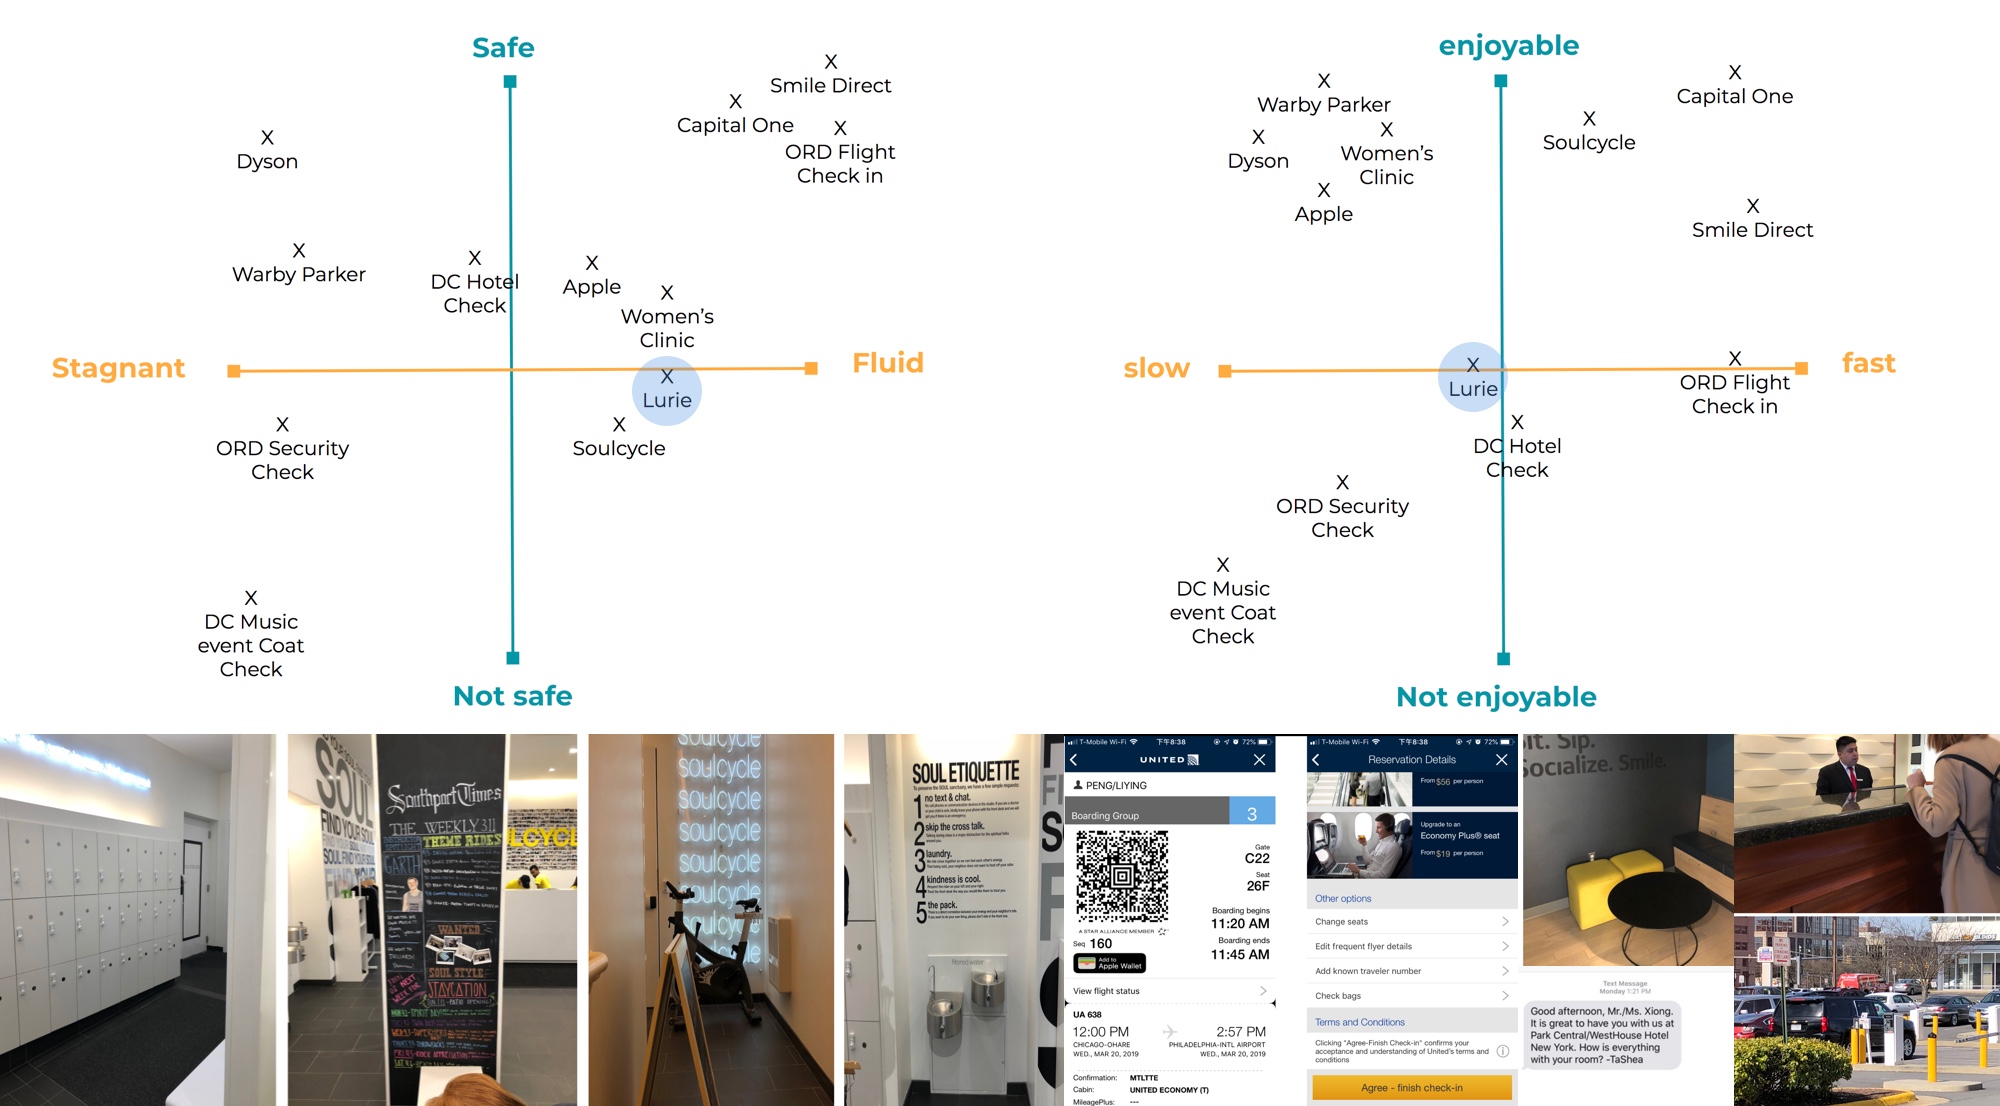 Safe
X
Smile Direct
X
Capital One
X
ORD Flight
Check in
X
Dyson
X
Warby Parker
X
DC Hotel
Check
X
Apple
X
Women's
Clinic
Stagnant
Fluid
X
Lurie
X
ORD Security
Check
X
Soulcycle
X
DC Music
event Coat
Check
Not safe
enjoyable
X
Warby Parker
X
Capital One
X
Soulcycle
X
Dyson
X
Women's
Clinic
X
Apple
X
Smile Direct
slow
fast
X
Lurie
X
ORD Flight
Check in
X
DC Hotel
Check
X
ORD Security
Check
X
DC Music
event Coat
Check
Not enjoyable
SOUL
FIND YOUR SOUL
Southport Times
THE WEEKLY 311
THEME RIDES
GARTH
WANTED
SOUL STYLE
STAYCATION
soulcycle
soulcycle
soulcycle
soulcycle
soulcycle
soulcycle
soulcycle
SOUL ETIQUETTE
1 no text & chat.
2 skip the cross talk.
3 laundry.
4 kindness is cool.
5 the pack.
filtered water
T-Mobile Wi-Fi 下午8:38 72%
UNITED
PENG/LIYING
Boarding Group 3
Gate
C22
Seat
26F
Boarding begins
11:20 AM
Boarding ends
11:45 AM
A STAR ALLIANCE MEMBER
Seq 160
Add to
Apple Wallet
View flight status
UA 638
12:00 PM 2:57 PM
CHICAGO-OHARE PHILADELPHIA-INTL AIRPORT
WED., MAR 20, 2019 WED., MAR 20, 2019
Confirmation: MTLTTE
Cabin: UNITED ECONOMY (T)
MileagePlus: ---
T-Mobile Wi-Fi 下午8:38 72%
Reservation Details
From $56 per person
Upgrade to an
Economy Plus® seat
From $19 per person
Other options
Change seats
Edit frequent flyer details
Add known traveler number
Check bags
Terms and Conditions
Clicking "Agree-Finish Check-in" confirms your
acceptance and understanding of United's terms and
conditions
Agree - finish check-in
Sit. Sip.
Socialize. Smile.
Text Message
Monday 1:21 PM
Good afternoon, Mr./Ms. Xiong.
It is great to have you with us at
Park Central/WestHouse Hotel
New York. How is everything
with your room? -TaShea